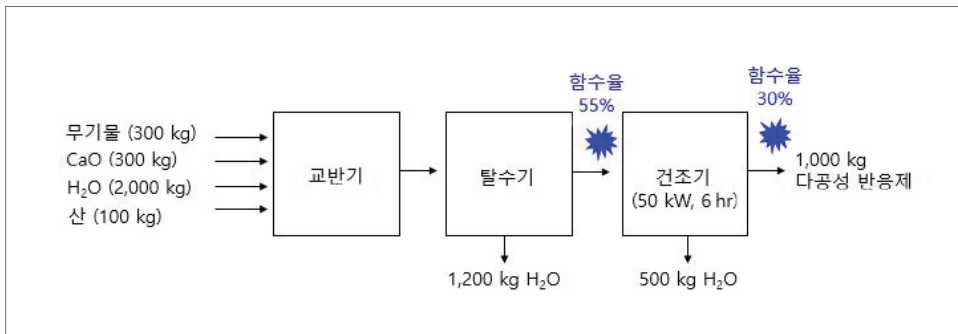 함수율
55%
함수율
30%
무기물 (300 kg)
CaO (300 kg)
H₂O (2,000 kg)
산 (100 kg)
교반기
탈수기
건조기
(50 kW, 6 hr)
1,000 kg
다공성 반응제
1,200 kg H₂O
500 kg H₂O